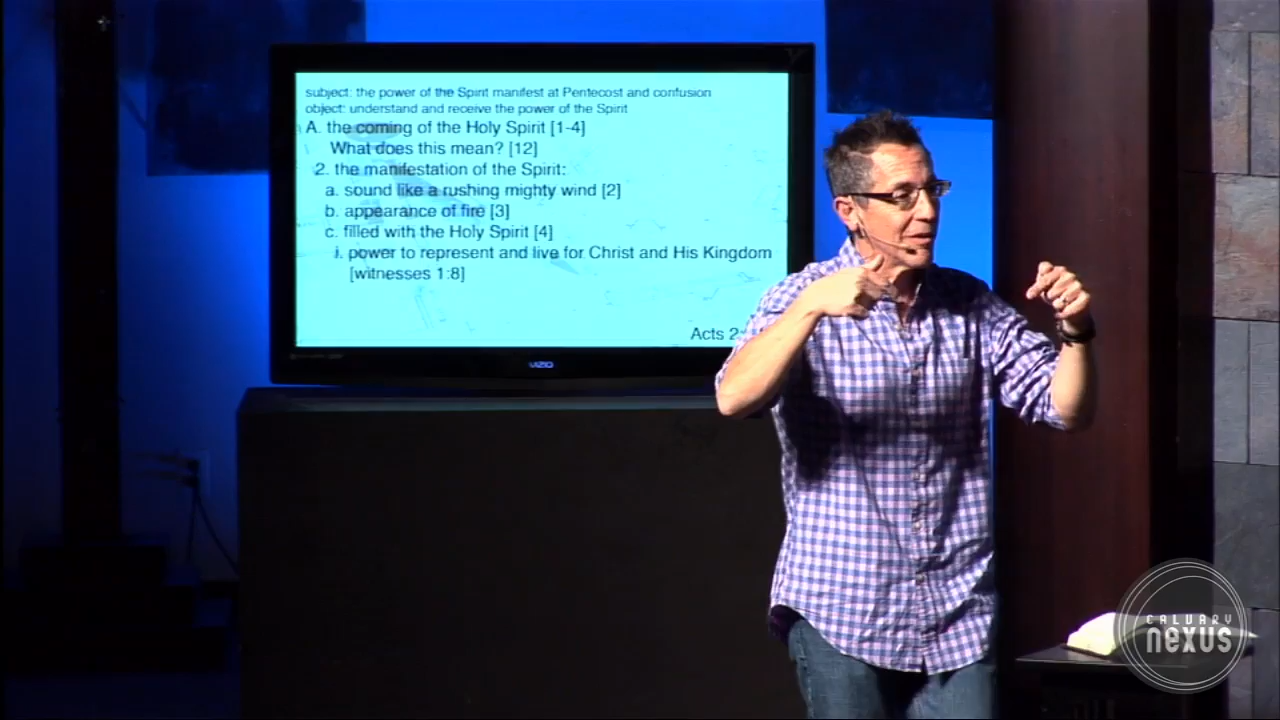 subject: the power of the Spirit manifest at Pentecost and confusion
object: understand and receive the power of the Spirit
A. the coming of the Holy Spirit [1-4]
What does this mean? [12]
2. the manifestation of the Spirit:
a. sound like a rushing mighty wind [2]
b. appearance of fire [3]
c. filled with the Holy Spirit [4]
i. power to represent and live for Christ and His Kingdom
[witnesses 1:8]
Acts 2:
VIZIO
CALVARY
nexus